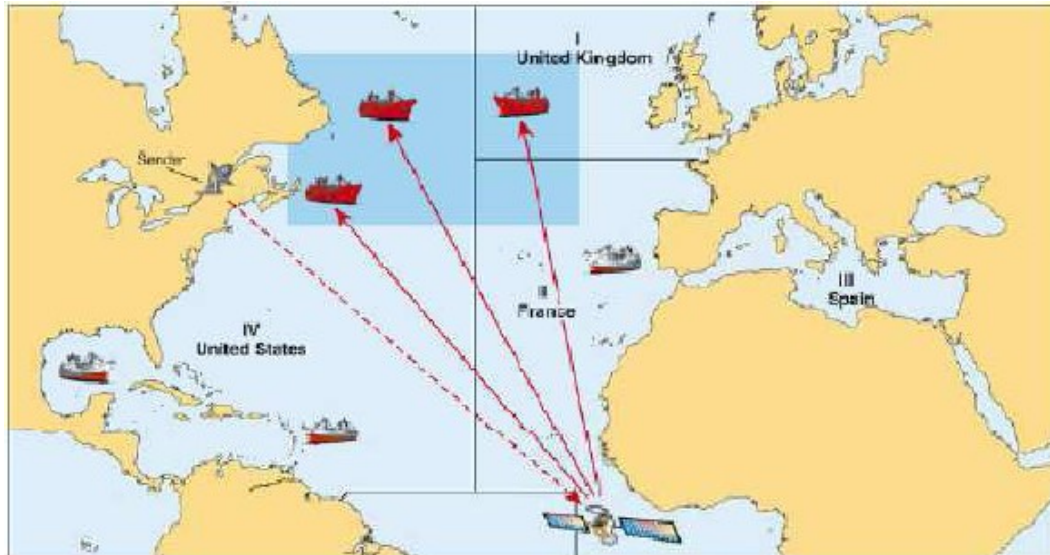 I
United Kingdom
Sender
III
Spain
II
France
IV
United States